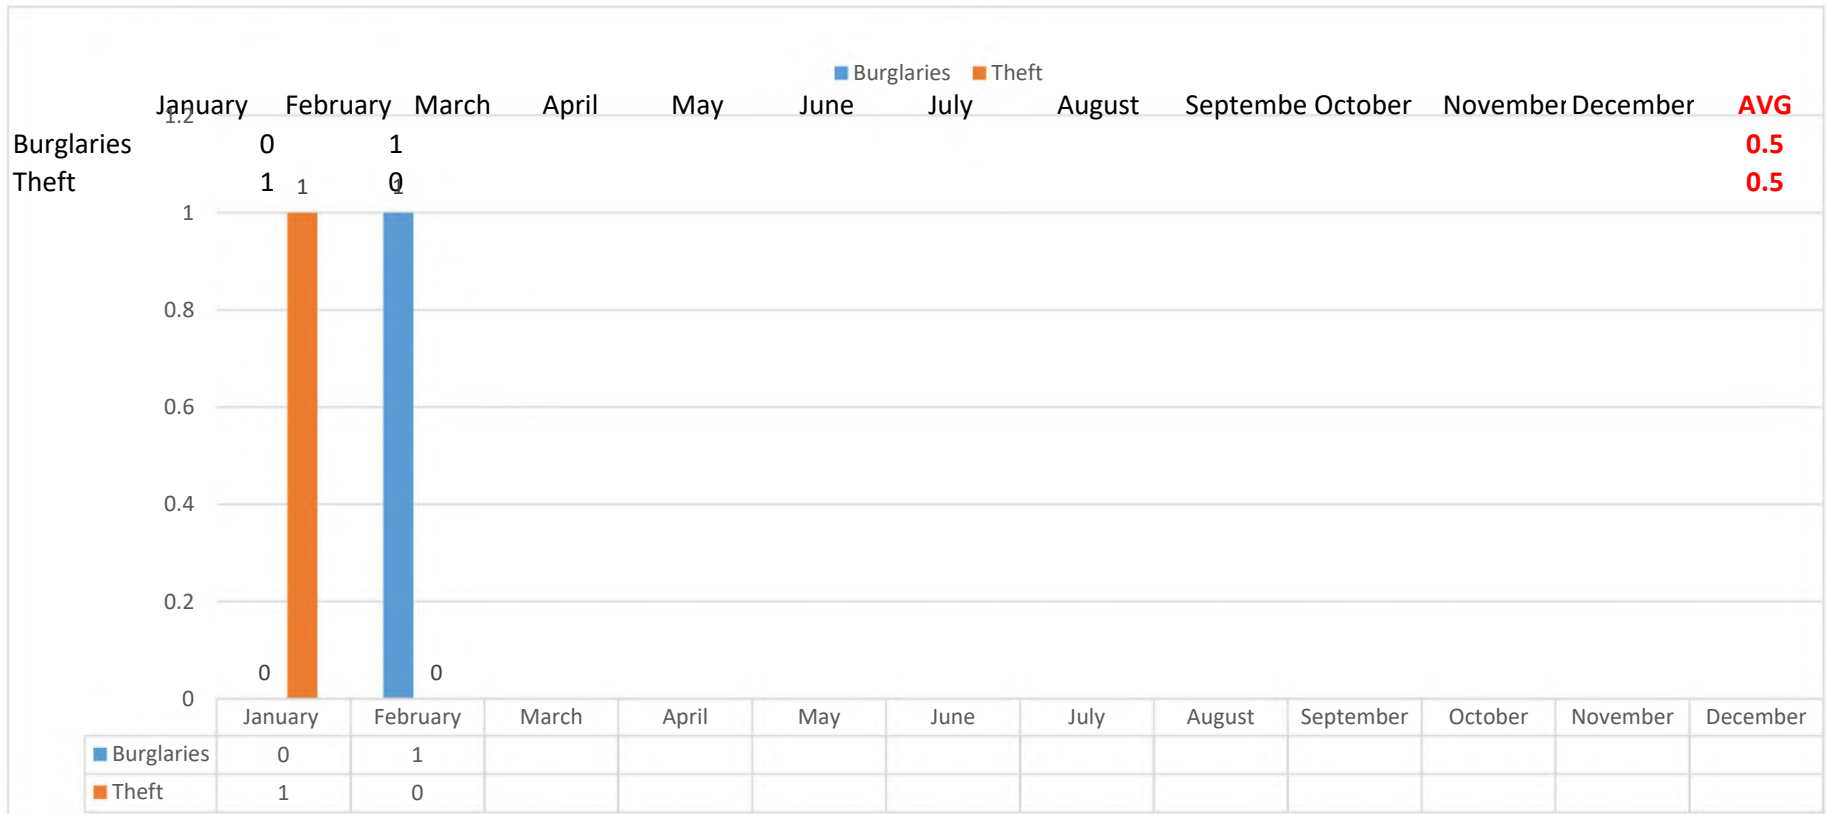 Burglaries Theft
January February March April May June July August Septembe October November December AVG
1.2
Burglaries 0 1 0.5
Theft 1 0 0.5
1 1
1
0.8
0.6
0.4
0.2
0 0
0
January February March April May June July August September October November December
Burglaries 0 1
Theft 1 0